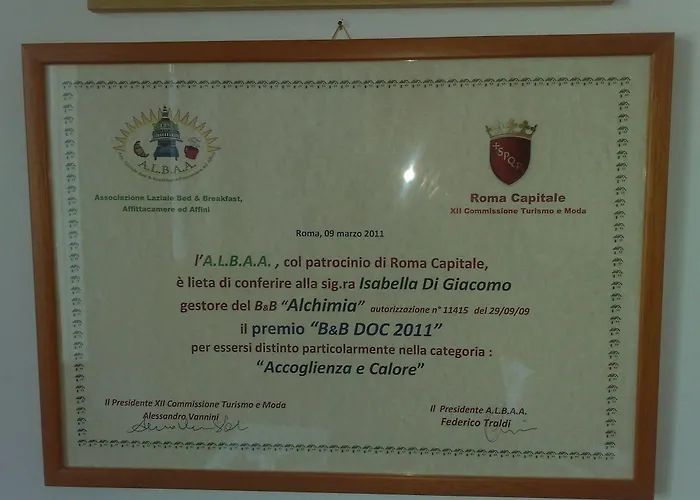 A.L.B.A.A.
Associazione Laziale Bed & Breakfast,
Affittacamere ed Affini
SPQR
Roma Capitale
XII Commissione Turismo e Moda
Roma, 09 marzo 2011
l'A.L.B.A.A. , col patrocinio di Roma Capitale,
è lieta di conferire alla sig.ra Isabella Di Giacomo
gestore del B&B “Alchimia” autorizzazione n° 11415 del 29/09/09
il premio “B&B DOC 2011”
per essersi distinto particolarmente nella categoria :
“Accoglienza e Calore”
Il Presidente XII Commissione Turismo e Moda
Alessandro Vannini
Il Presidente A.L.B.A.A.
Federico Traldi